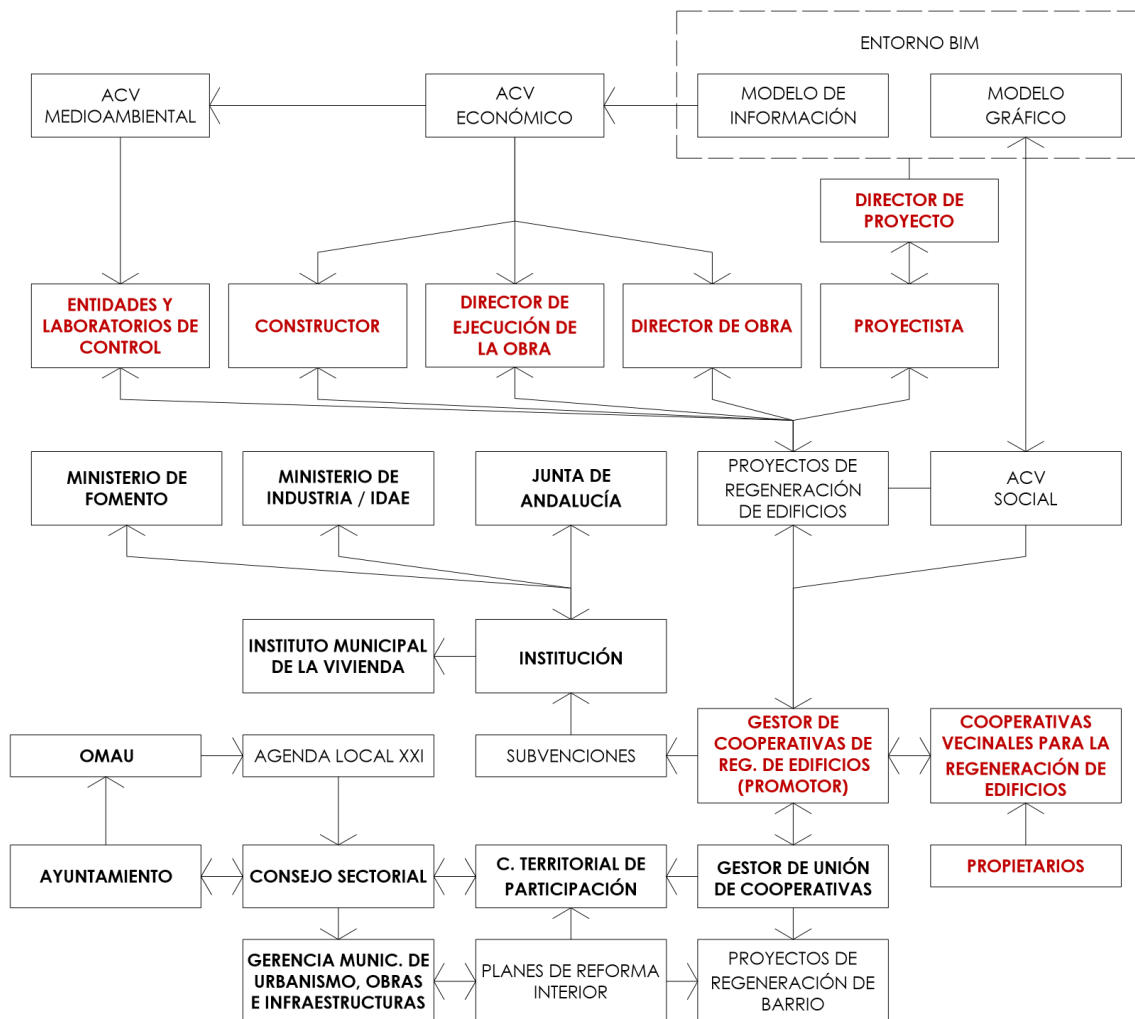 ENTORNO BIM
ACV
MEDIOAMBIENTAL
ACV
ECONÓMICO
MODELO DE
INFORMACIÓN
MODELO
GRÁFICO
DIRECTOR DE
PROYECTO
ENTIDADES Y
LABORATORIOS DE
CONTROL
CONSTRUCTOR
DIRECTOR DE
EJECUCIÓN DE
LA OBRA
DIRECTOR DE OBRA
PROYECTISTA
MINISTERIO DE
FOMENTO
MINISTERIO DE
INDUSTRIA / IDAE
JUNTA DE
ANDALUCÍA
PROYECTOS DE
REGENERACIÓN
DE EDIFICIOS
ACV
SOCIAL
INSTITUTO MUNICIPAL
DE LA VIVIENDA
INSTITUCIÓN
OMAU
AGENDA LOCAL XXI
SUBVENCIONES
GESTOR DE
COOPERATIVAS DE
REG. DE EDIFICIOS
(PROMOTOR)
COOPERATIVAS
VECINALES PARA LA
REGENERACIÓN DE
EDIFICIOS
AYUNTAMIENTO
CONSEJO SECTORIAL
C. TERRITORIAL DE
PARTICIPACIÓN
GESTOR DE UNIÓN
DE COOPERATIVAS
PROPIETARIOS
GERENCIA MUNIC. DE
URBANISMO, OBRAS
E INFRAESTRUCTURAS
PLANES DE REFORMA
INTERIOR
PROYECTOS DE
REGENERACIÓN DE
BARRIO